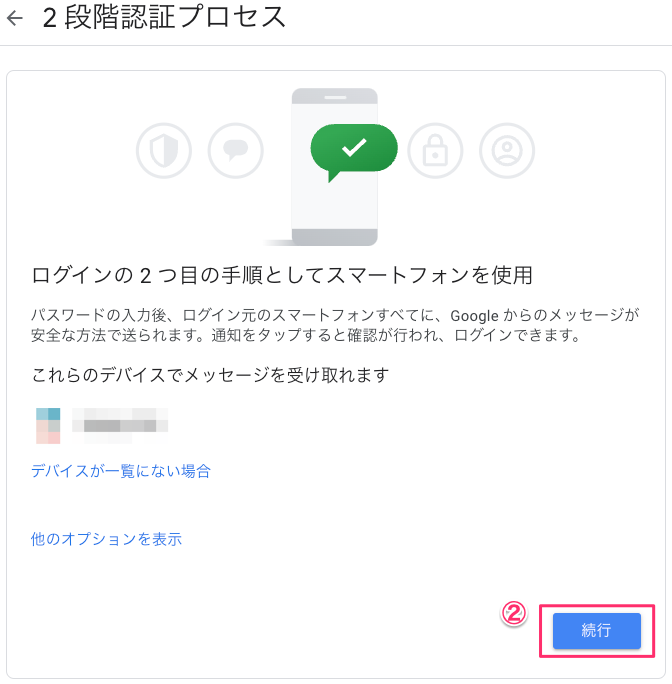 2 段階認証プロセス
ログインの 2 つ目の手順としてスマートフォンを使用
パスワードの入力後、ログイン元のスマートフォンすべてに、Google からのメッセージが
安全な方法で送られます。通知をタップすると確認が行われ、ログインできます。
これらのデバイスでメッセージを受け取れます
デバイスが一覧にない場合
他のオプションを表示
②
続行